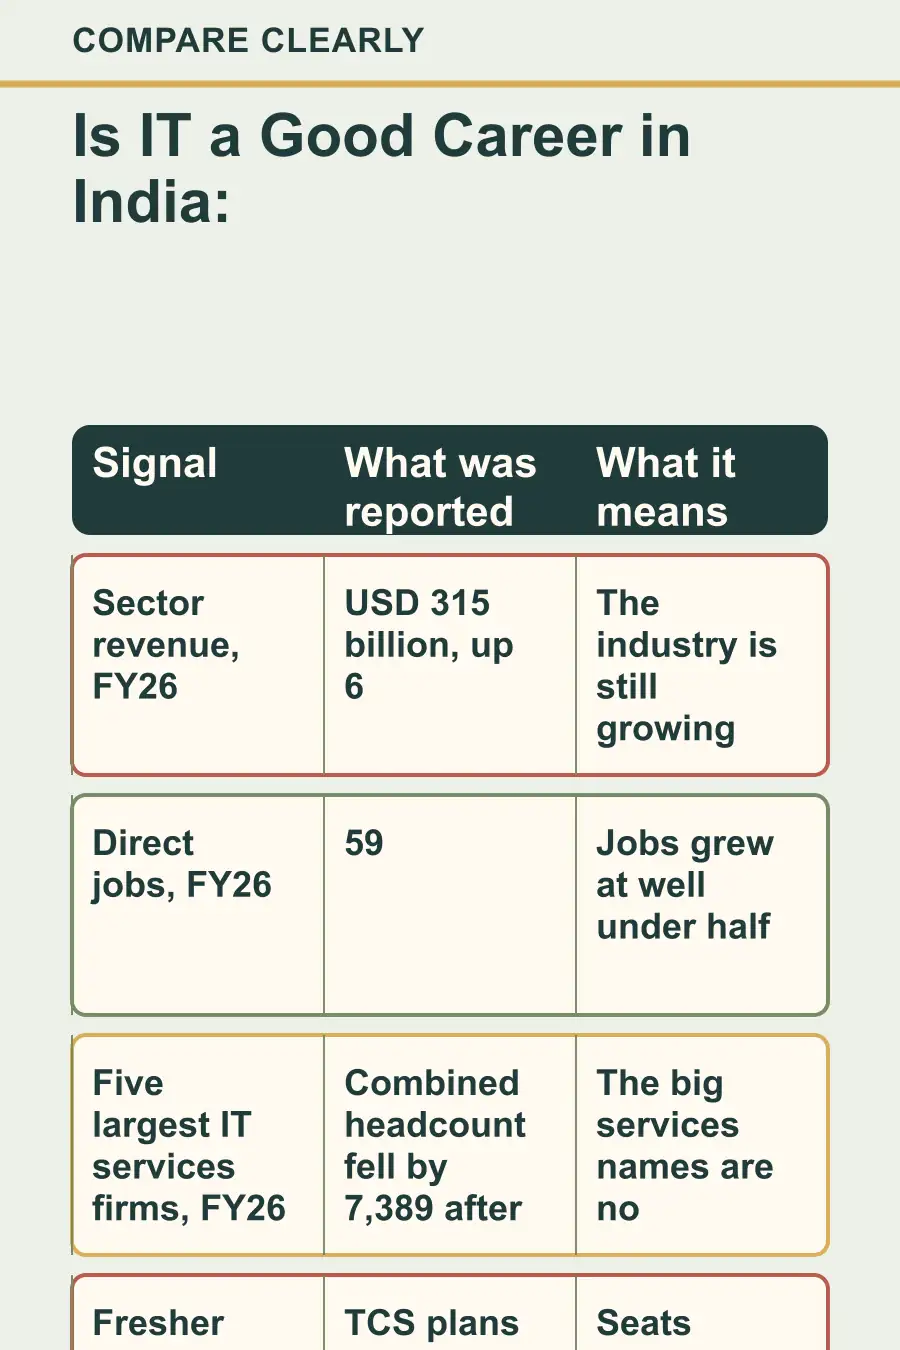 COMPARE CLEARLY
Is IT a Good Career in
India:
Signal
What was
reported
What it
means
Sector
revenue,
FY26
USD 315
billion, up
6
The
industry is
still
growing
Direct
jobs, FY26
59
Jobs grew
at well
under half
Five
largest IT
services
firms, FY26
Combined
headcount
fell by
7,389 after
The big
services
names are
no
Fresher
TCS plans
Seats